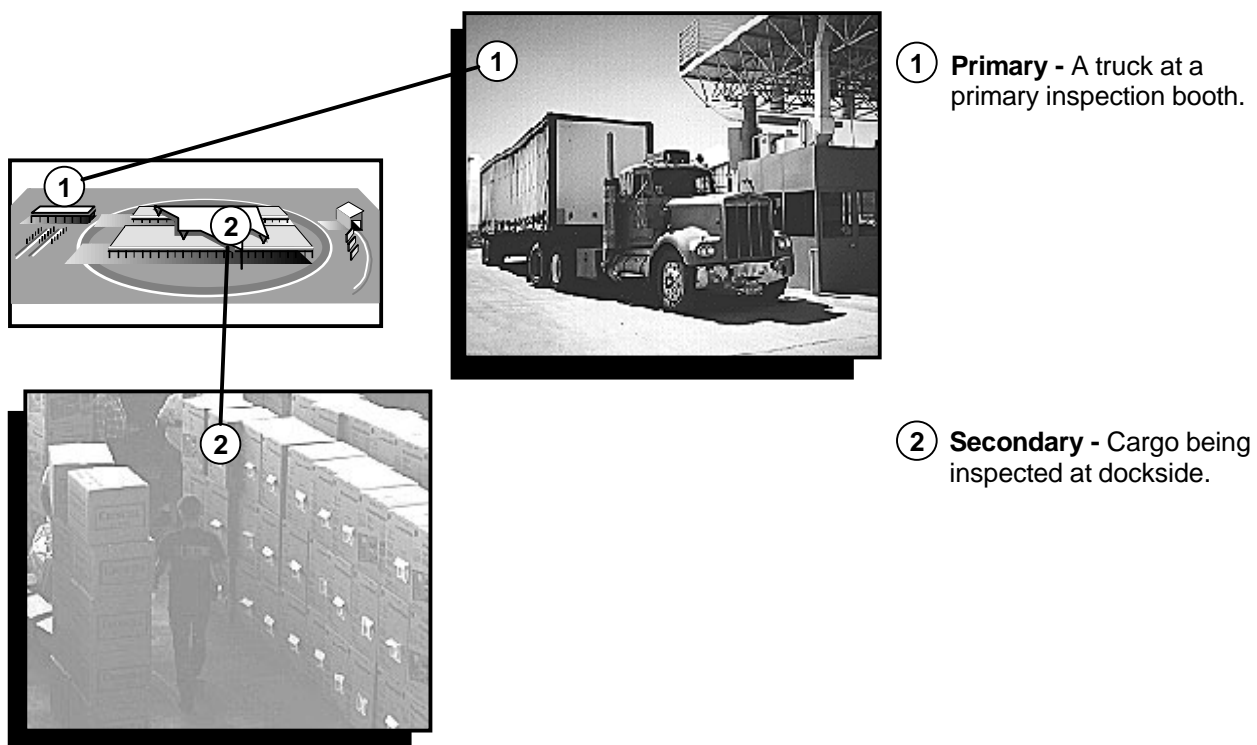 1
1 Primary - A truck at a
primary inspection booth.
1
2
2
2 Secondary - Cargo being
inspected at dockside.